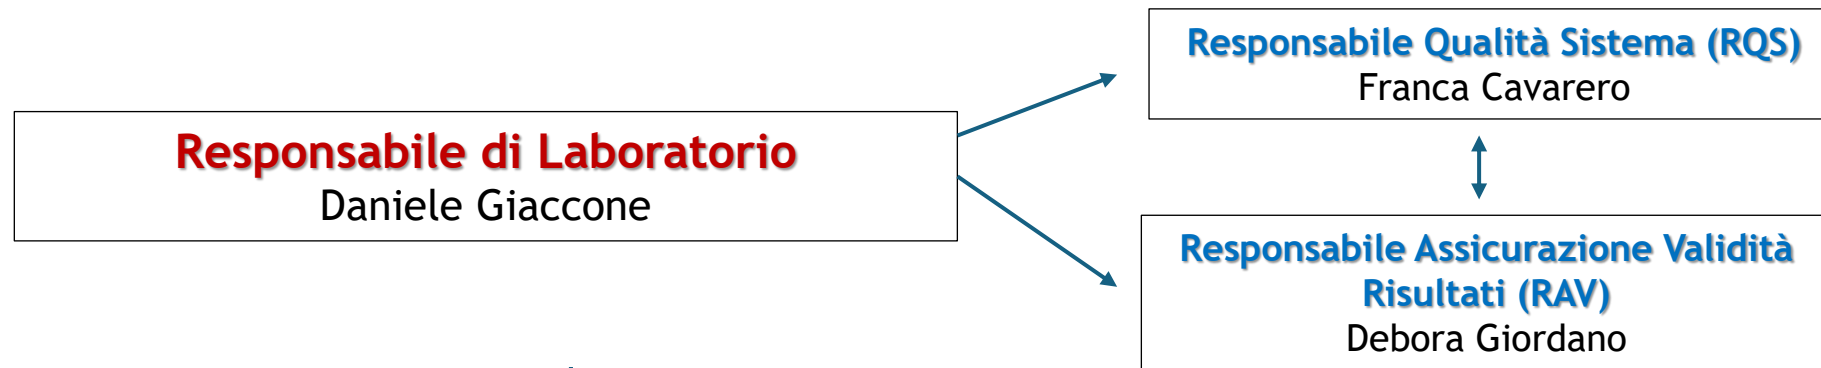 Responsabile Qualità Sistema (RQS)
Franca Cavarero
Responsabile di Laboratorio
Daniele Giaccone
Responsabile Assicurazione Validità
Risultati (RAV)
Debora Giordano